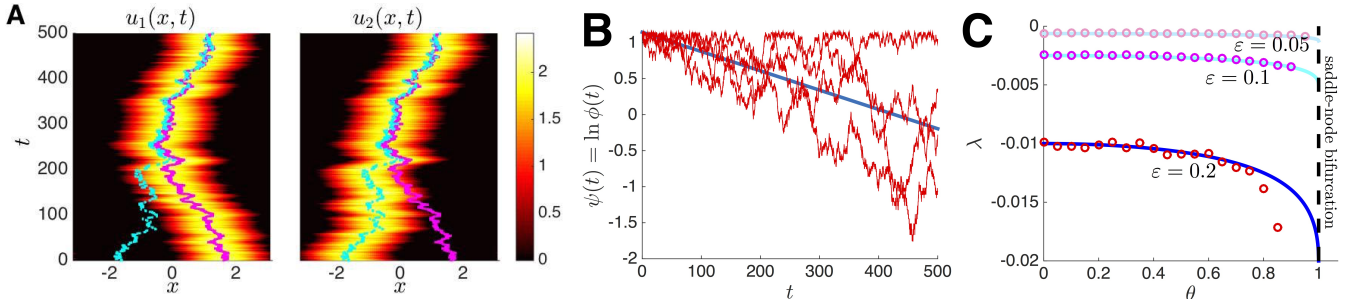 A
u₁(x, t)
u₂(x, t)
500
400
300
200
100
0
t
-2 0 2
x
-2 0 2
x
2
1.5
1
0.5
0
B
1
0.5
0
-0.5
-1
-1.5
-2
ψ(t) = ln ϕ(t)
0 100 200 300 400 500
t
C
0
-0.005
-0.01
-0.015
-0.02
λ
ε = 0.05
ε = 0.1
ε = 0.2
saddle-node bifurcation
0 0.2 0.4 0.6 0.8 1
θ